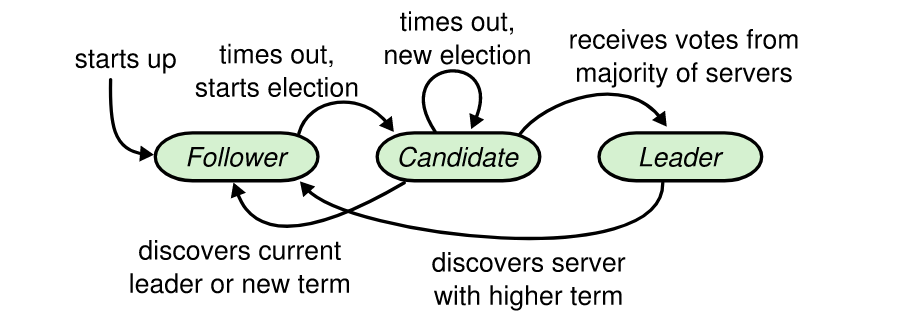 starts up
times out,
starts election
times out,
new election
receives votes from
majority of servers
Follower
Candidate
Leader
discovers current
leader or new term
discovers server
with higher term